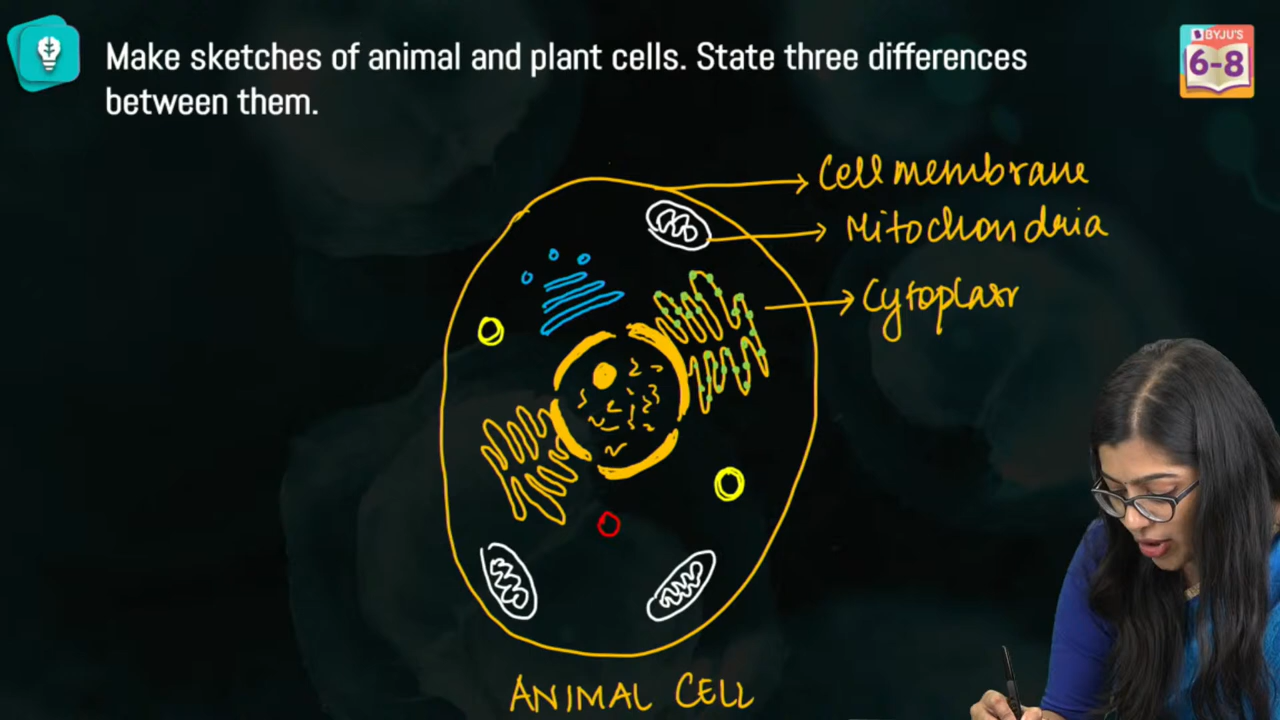 Make sketches of animal and plant cells. State three differences
between them.
BYJU'S
6-8
Cell membrane
Mitochondria
Cytoplasr
ANIMAL CELL